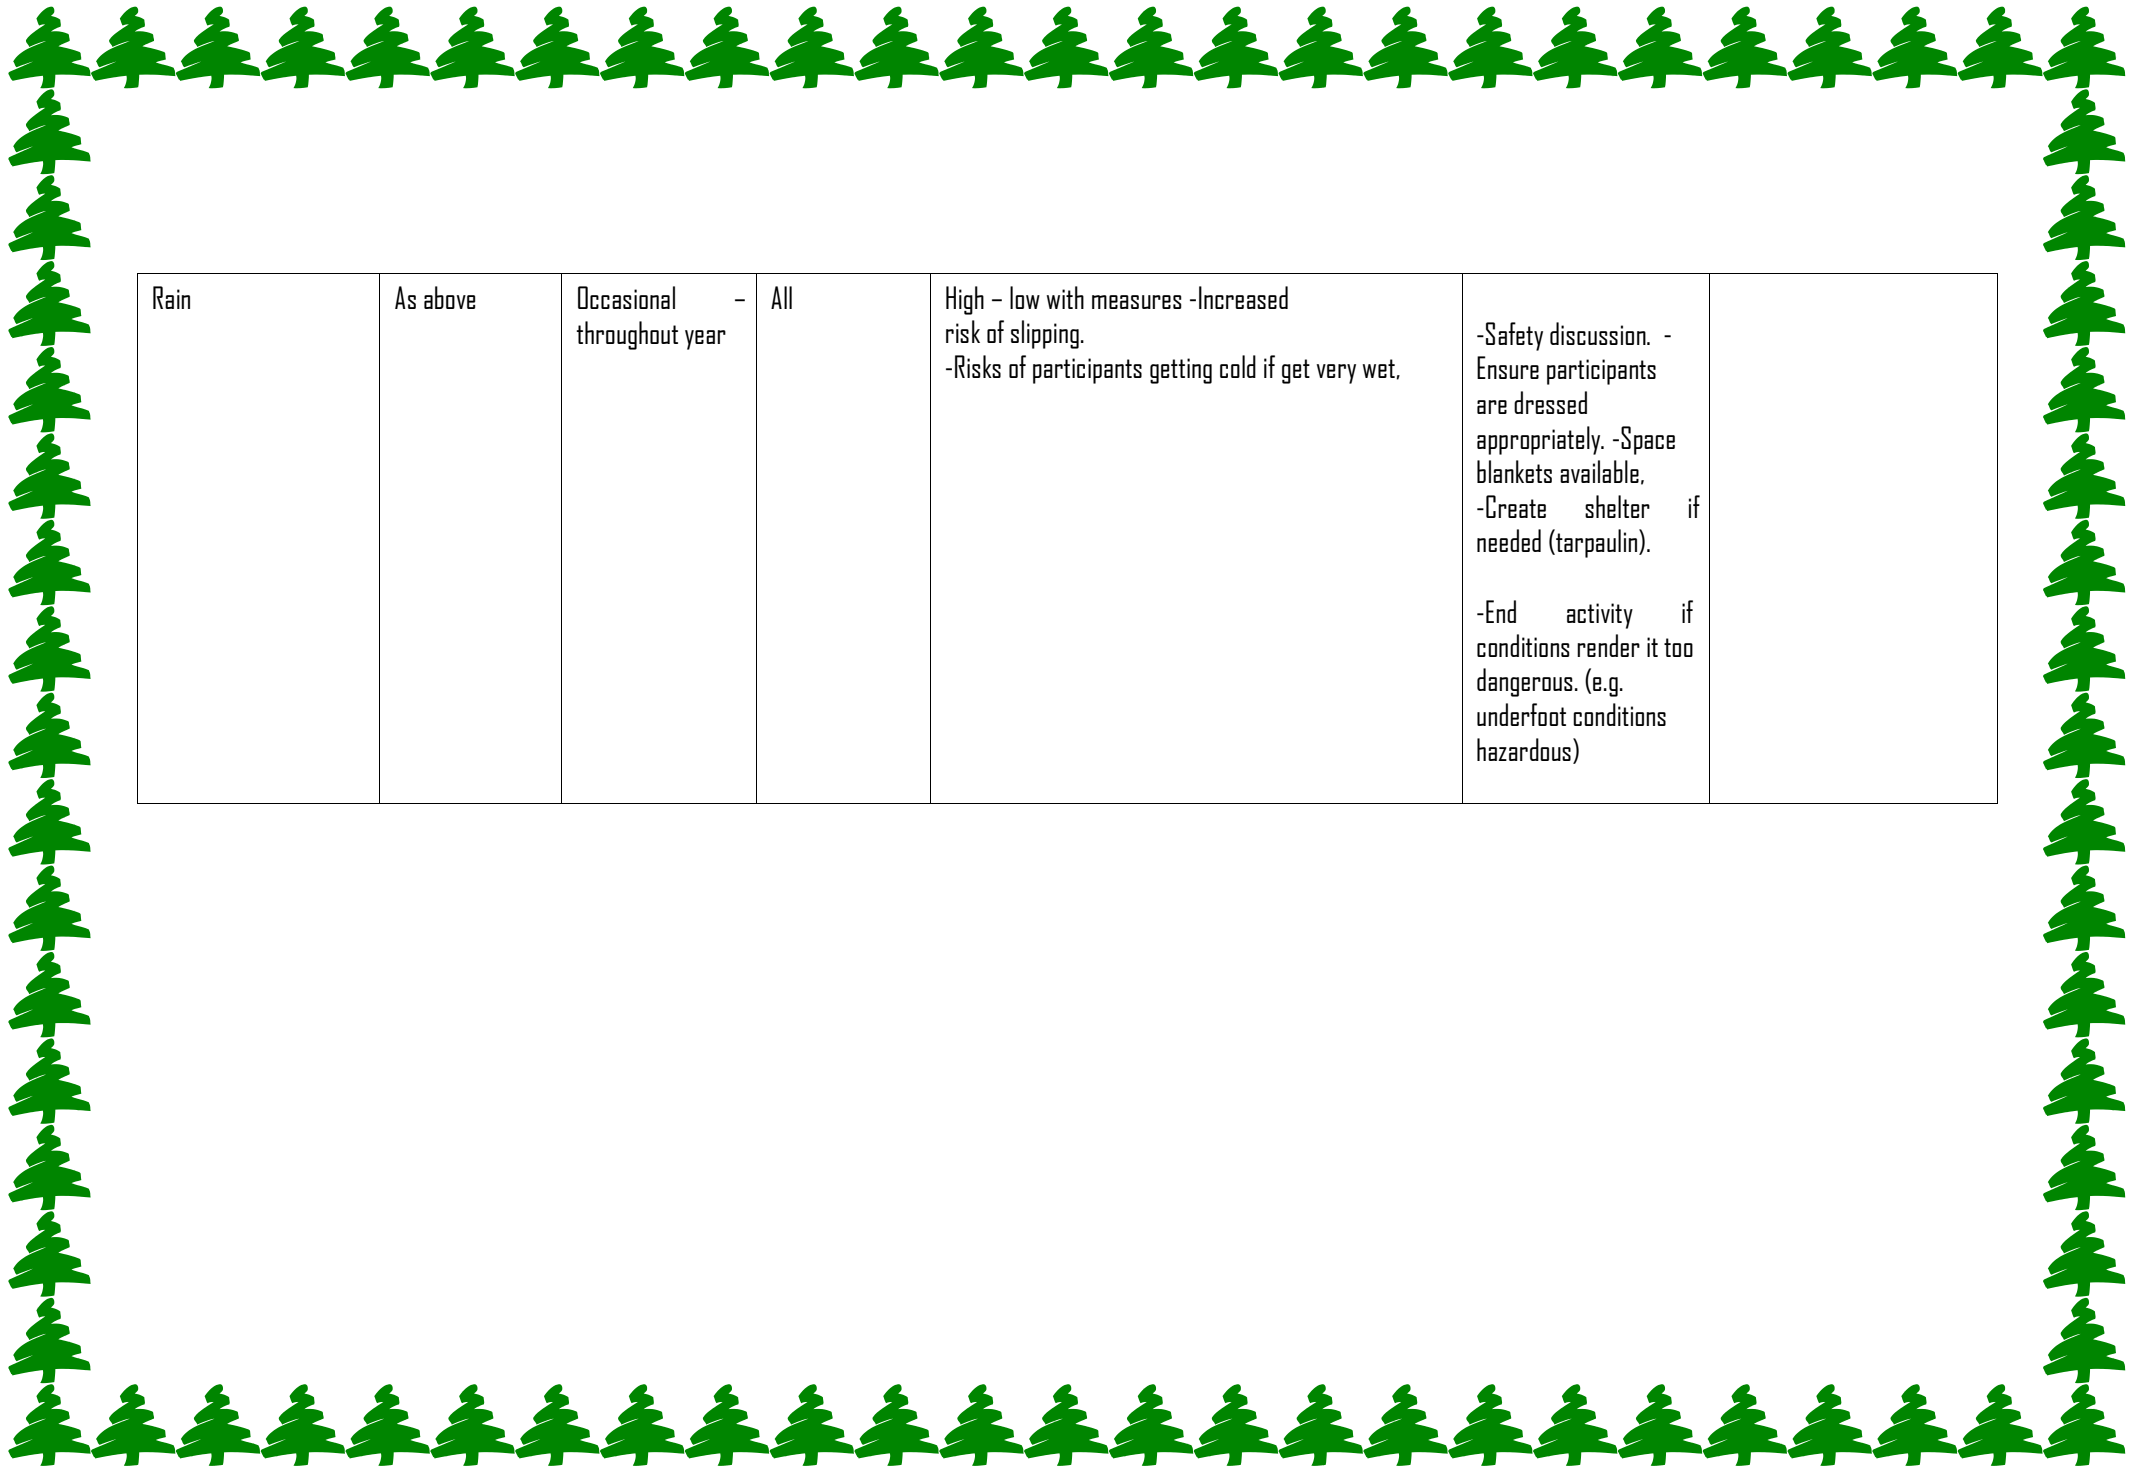 Rain
As above
Occasional –
throughout year
All
High – low with measures -Increased
risk of slipping.
-Risks of participants getting cold if get very wet,
-Safety discussion. -
Ensure participants
are dressed
appropriately. -Space
blankets available,
-Create shelter if
needed (tarpaulin).
-End activity if
conditions render it too
dangerous. (e.g.
underfoot conditions
hazardous)